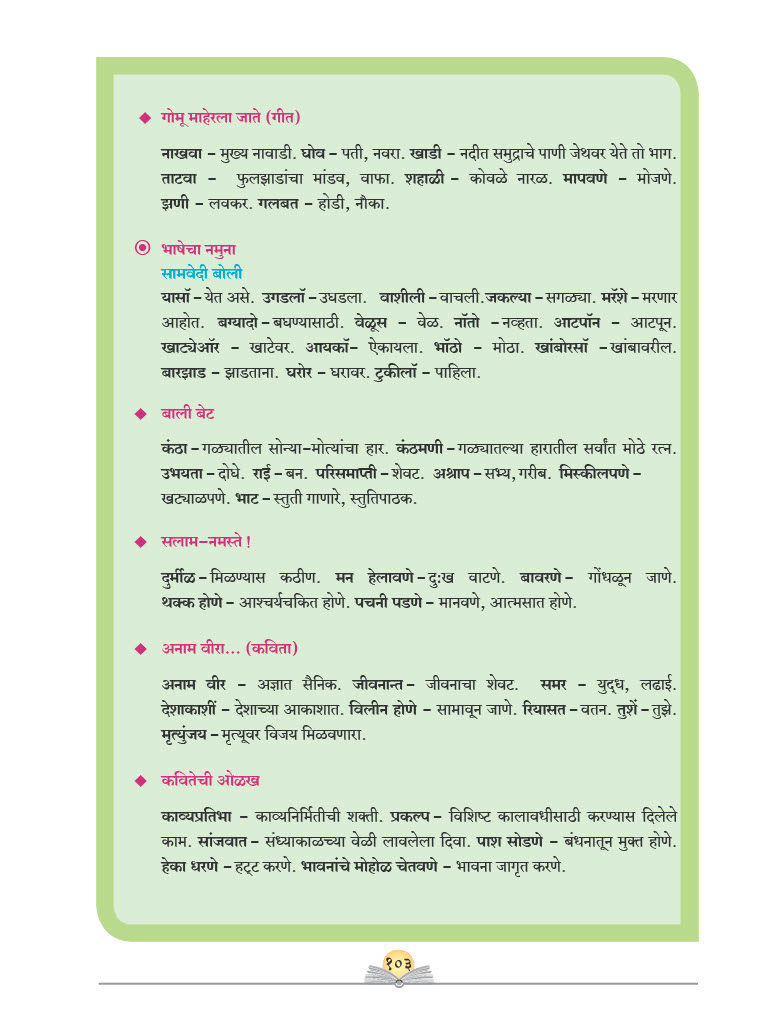 गोमू माहेरला जाते (गीत)
नाखवा – मुख्य नावाडी. घोव – पती, नवरा. खाडी – नदीत समुद्राचे पाणी जेथवर येते तो भाग.
ताटवा – फुलझाडांचा मांडव, वाफा. शहाळी – कोवळे नारळ. मापवणे – मोजणे.
झणी – लवकर. गलबत – होडी, नौका.
भाषेचा नमुना
सामवेदी बोली
यासॉ – येत असे. उगडलॉ – उधडला. वाशीली – वाचली. जकल्या – सगळ्या. मरॅशे – मरणार
आहोत. बग्यादो – बघण्यासाठी. वेळूस – वेळ. नॉतो – नव्हता. आटपॉन – आटपून.
खाट्येऑर – खाटेवर. आयकॉ– ऐकायला. भॉठो – मोठा. खांबोरसॉ – खांबावरील.
बारझाड – झाडताना. घरोर – घरावर. टुकीलॉ – पाहिला.
बाली बेट
कंठा – गळ्यातील सोन्या–मोत्यांचा हार. कंठमणी – गळ्यातल्या हारातील सर्वांत मोठे रत्न.
उभयता – दोघे. राई – बन. परिसमाप्ती – शेवट. अश्राप – सभ्य, गरीब. मिस्कीलपणे –
खट्याळपणे. भाट – स्तुती गाणारे, स्तुतिपाठक.
सलाम–नमस्ते !
दुर्मीळ – मिळण्यास कठीण. मन हेलावणे – दुःख वाटणे. बावरणे – गोंधळून जाणे.
थक्क होणे – आश्चर्यचकित होणे. पचनी पडणे – मानवणे, आत्मसात होणे.
अनाम वीरा... (कविता)
अनाम वीर – अज्ञात सैनिक. जीवनान्त – जीवनाचा शेवट. समर – युद्ध, लढाई.
देशाकाशीं – देशाच्या आकाशात. विलीन होणे – सामावून जाणे. रियासत – वतन. तुशें – तुझे.
मृत्युंजय – मृत्यूवर विजय मिळवणारा.
कवितेची ओळख
काव्यप्रतिभा – काव्यनिर्मितीची शक्ती. प्रकल्प – विशिष्ट कालावधीसाठी करण्यास दिलेले
काम. सांजवात – संध्याकाळच्या वेळी लावलेला दिवा. पाश सोडणे – बंधनातून मुक्त होणे.
हेका धरणे – हट्ट करणे. भावनांचे मोहोळ चेतवणे – भावना जागृत करणे.
१०३